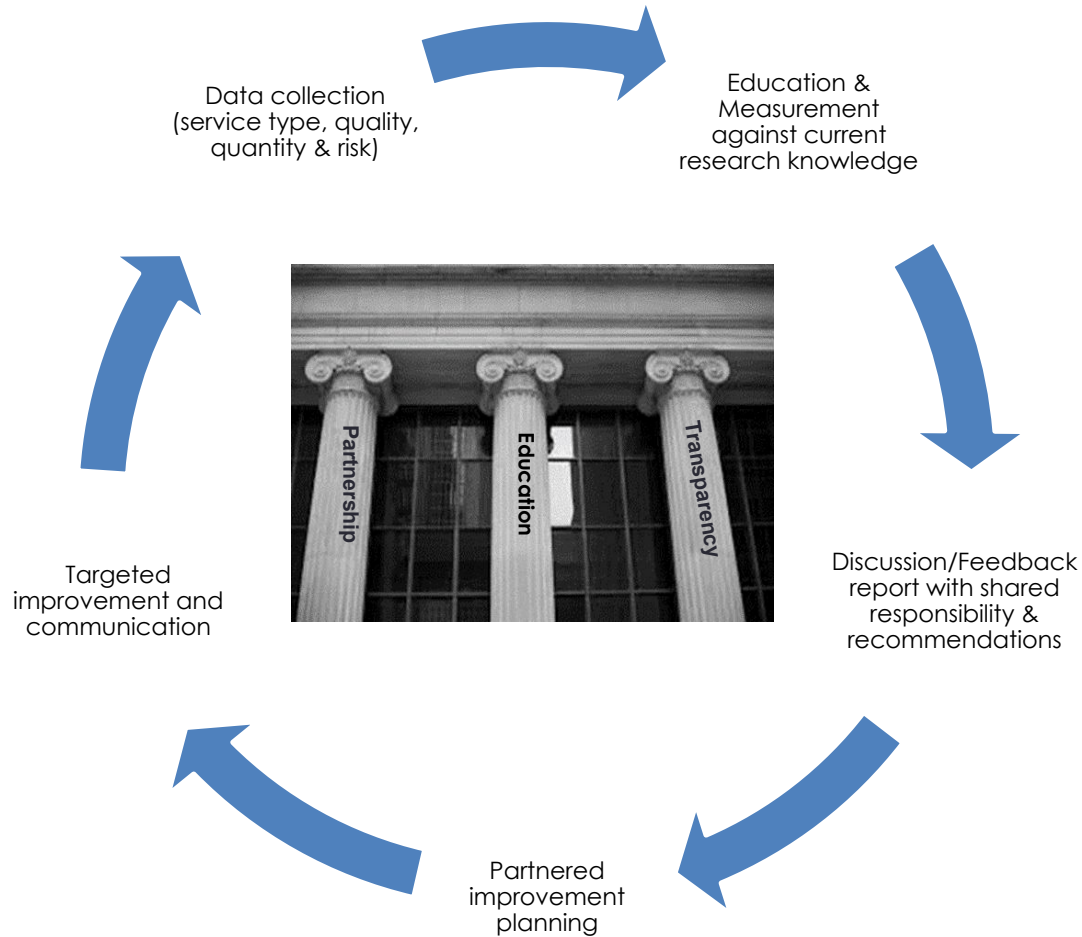 Data collection
(service type, quality,
quantity & risk)
Education &
Measurement
against current
research knowledge
Discussion/Feedback
report with shared
responsibility &
recommendations
Partnered
improvement
planning
Targeted
improvement and
communication
Partnership
Education
Transparency